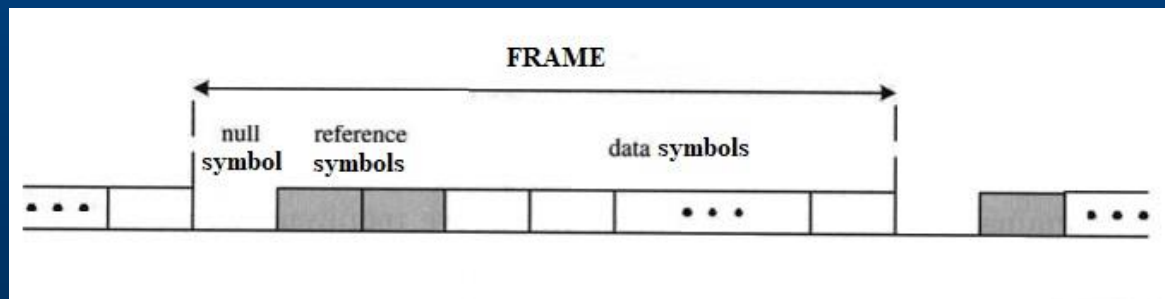 FRAME
null
symbol
reference
symbols
data symbols
• • •
• • •
• • •